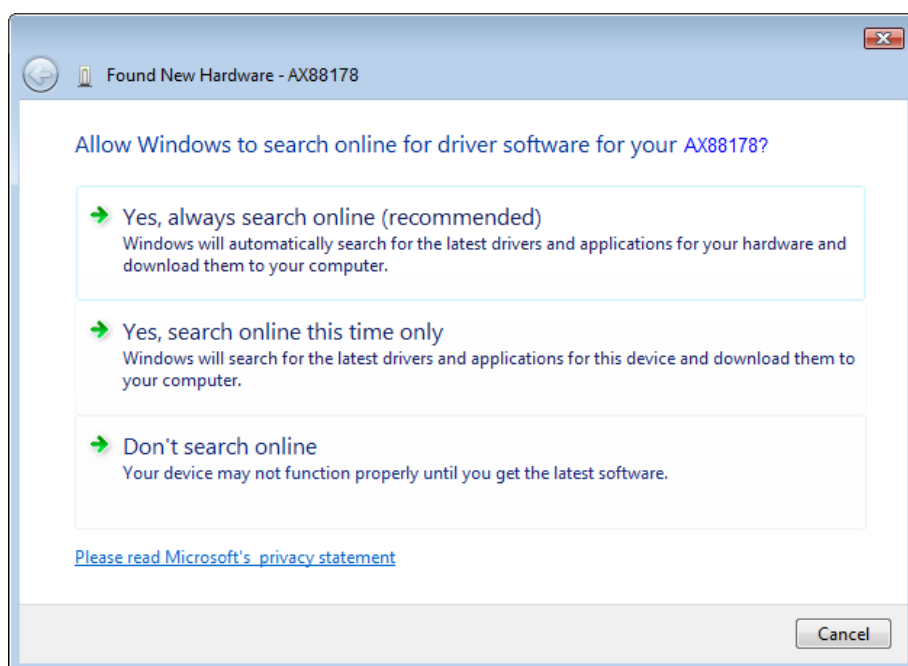 Found New Hardware - AX88178
Allow Windows to search online for driver software for your AX88178?
Yes, always search online (recommended)
Windows will automatically search for the latest drivers and applications for your hardware and
download them to your computer.
Yes, search online this time only
Windows will search for the latest drivers and applications for this device and download them to
your computer.
Don't search online
Your device may not function properly until you get the latest software.
Please read Microsoft's privacy statement
Cancel